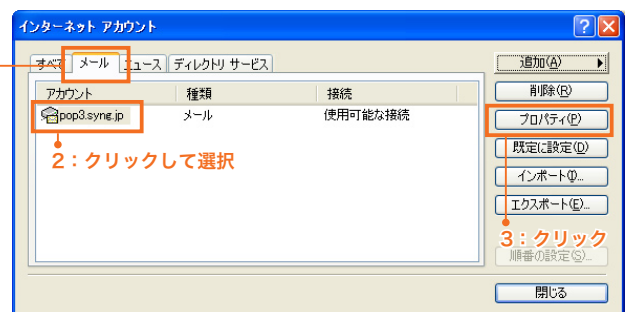 インターネット アカウント
すべて メール ニュース ディレクトリ サービス
追加(A)
アカウント 種類 接続
削除(R)
pop3.syng.jp メール 使用可能な接続
プロパティ(P)
2：クリックして選択
既定に設定(D)
インポート(I)...
エクスポート(E)...
3：クリック
順番の設定(S)...
閉じる